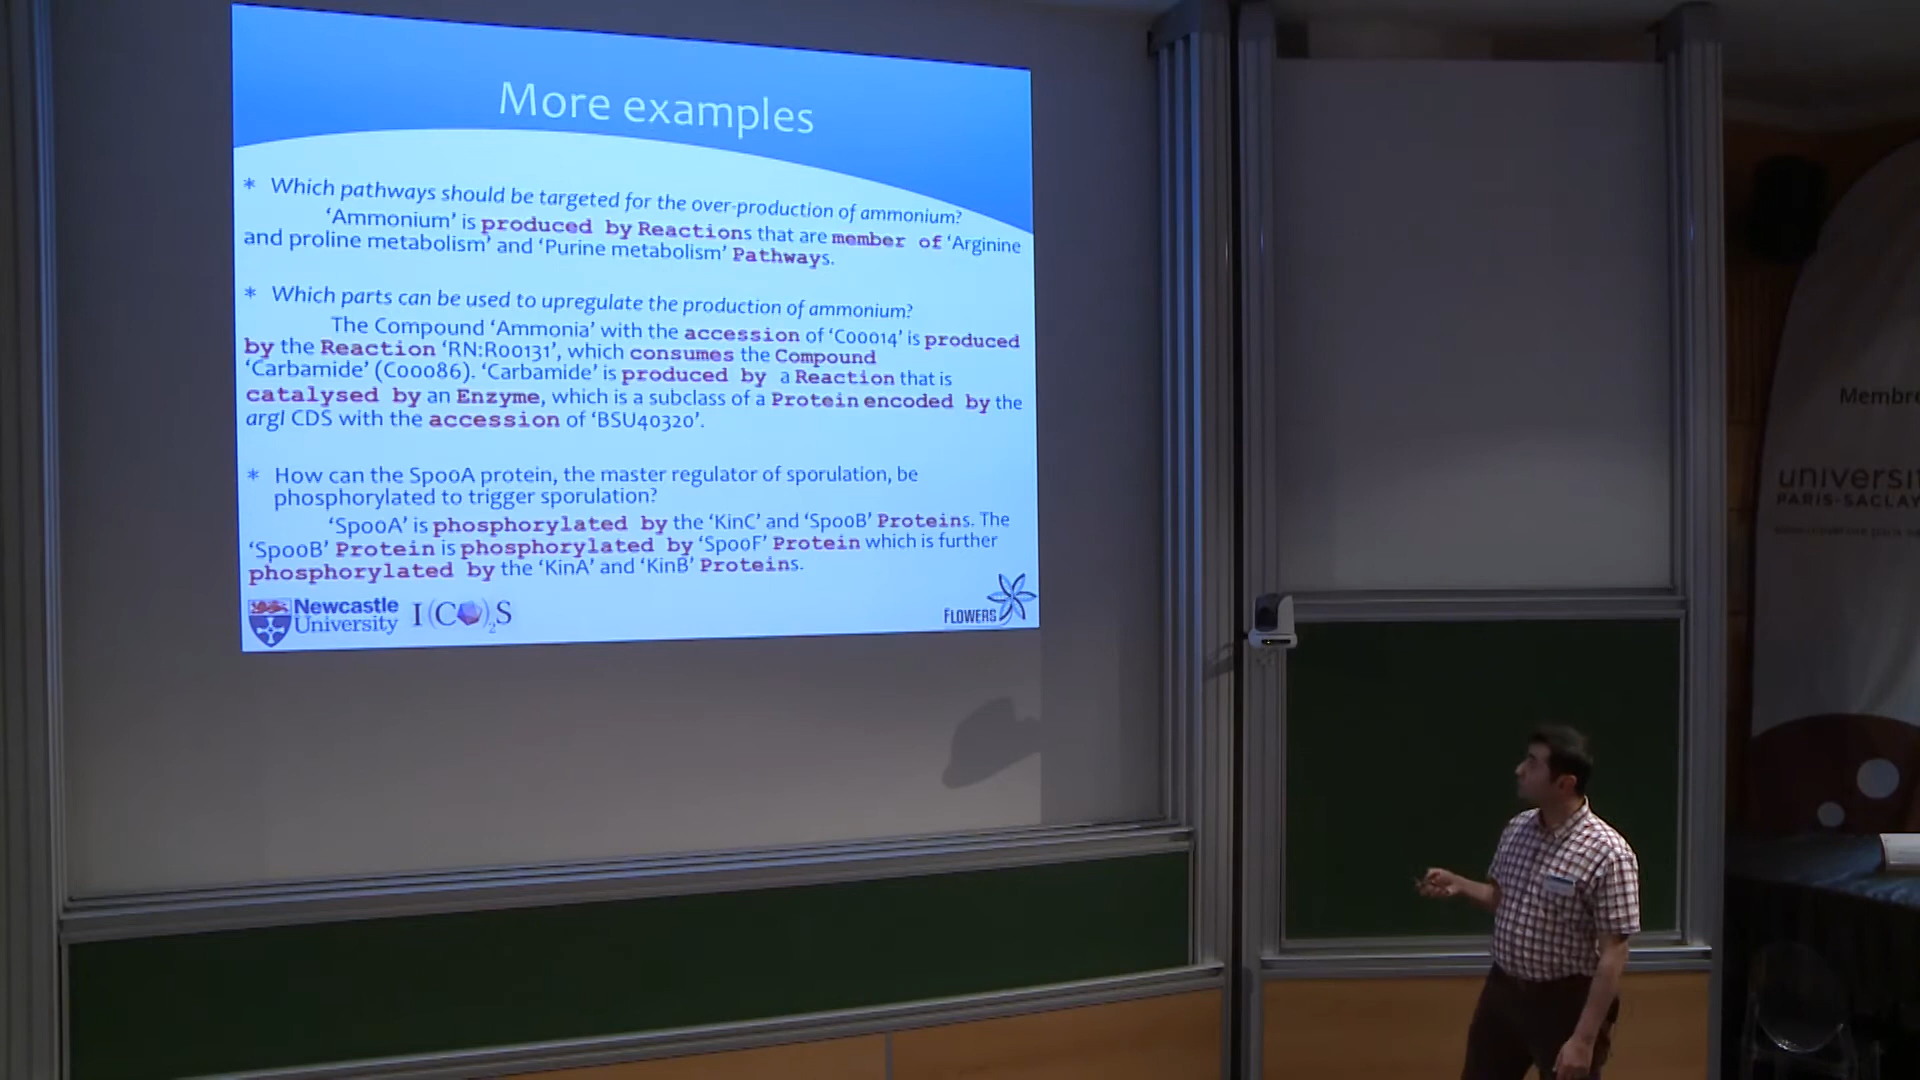 More examples
* Which pathways should be targeted for the over-production of ammonium?
‘Ammonium’ is produced by Reactions that are member of ‘Arginine
and proline metabolism’ and ‘Purine metabolism’ Pathways.
* Which parts can be used to upregulate the production of ammonium?
The Compound ‘Ammonia’ with the accession of ‘C00014’ is produced
by the Reaction ‘RN:R00131’, which consumes the Compound
‘Carbamide’ (C00086). ‘Carbamide’ is produced by a Reaction that is
catalysed by an Enzyme, which is a subclass of a Protein encoded by the
argI CDS with the accession of ‘BSU40320’.
* How can the Spo0A protein, the master regulator of sporulation, be
phosphorylated to trigger sporulation?
‘Spo0A’ is phosphorylated by the ‘KinC’ and ‘Spo0B’ Proteins. The
‘Spo0B’ Protein is phosphorylated by ‘Spo0F’ Protein which is further
phosphorylated by the ‘KinA’ and ‘KinB’ Proteins.
Newcastle
University
I(CO)₂S
FLOWERS
Membre
universi
PARIS-SACLAY